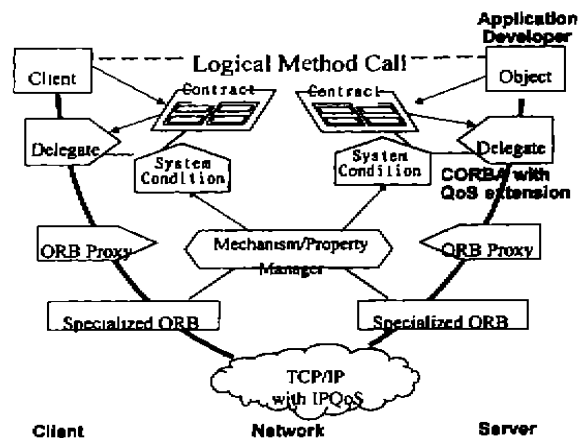 Application
Developer
Logical Method Call
Client
Contract
Contract
Object
Delegate
System
Condition
System
Condition
Delegate
CORBA with
QoS extension
ORB Proxy
Mechanism/Property
Manager
ORB Proxy
Specialized ORB
Specialized ORB
TCP/IP
with IPQoS
Client
Network
Server